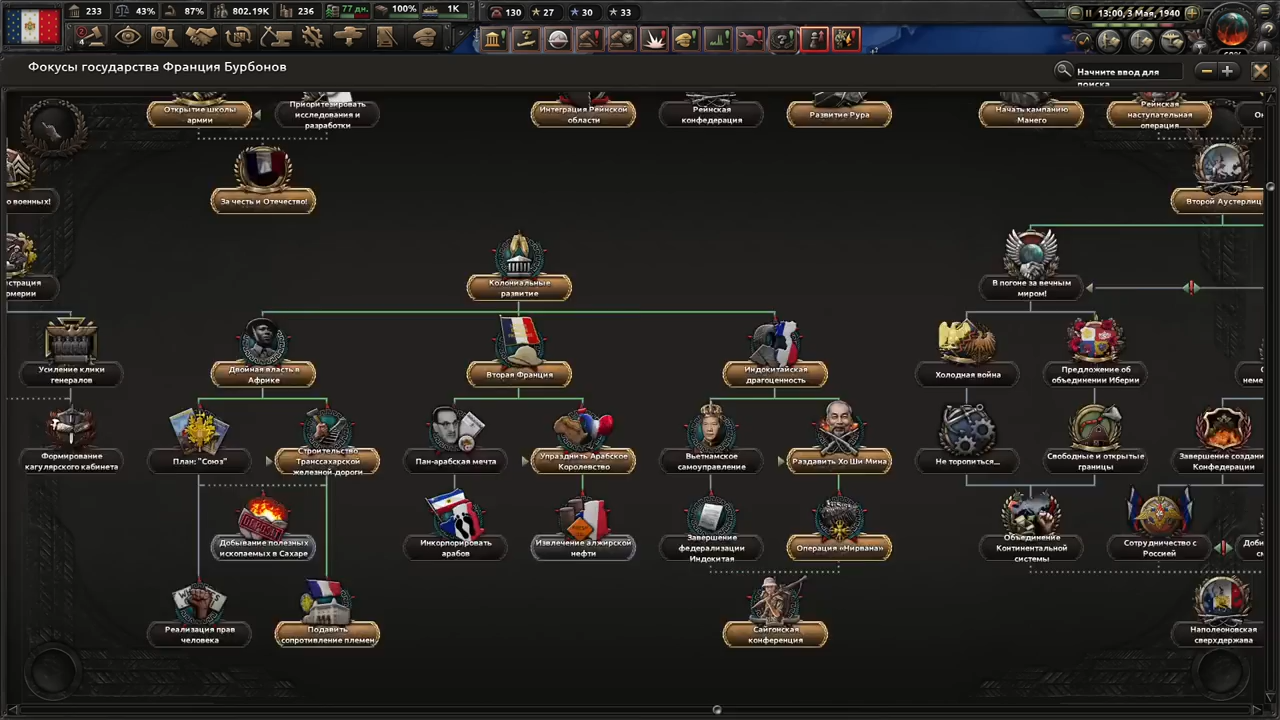 233
43%
87%
802.19K
236
77 дн.
100%
1K
130
27
30
33
13:00, 3 Мая, 1940
Фокусы государства Франция Бурбонов
Начните ввод для
поиска
Открытие школы
армии
Приоритезировать
исследования и
разработки
Интеграция Рейнской
области
Рейнская
конфедерация
Развитие Рура
Начать кампанию
Манего
Рейнская
наступательная
операция
о военных!
За честь и Отечество!
Второй Аустерлиц
Колониальные
развитие
В погоне за вечным
миром!
Усиление клики
генералов
Двойная власть в
Африке
Вторая Франция
Индокитайская
драгоценность
Холодная война
Предложение об
объединении Иберии
Формирование
кагулярского кабинета
План: "Союз"
Строительство
Транссахарской
железной дороги
Пан-арабская мечта
Упразднить Арабское
Королевство
Вьетнамское
самоуправление
Раздавить Хо Ши Мина
Не торопиться...
Свободные и открытые
границы
Завершение создани
Конфедерации
Добывание полезных
ископаемых в Сахаре
Инкорпорировать
арабов
Извлечение алжирской
нефти
Завершение
федерализации
Индокитая
Операция «Нирвана»
Объединение
Континентальной
системы
Сотрудничество с
Россией
Реализация прав
человека
Подавить
сопротивление племен
Сайгонская
конференция
Наполеоновская
сверхдержава